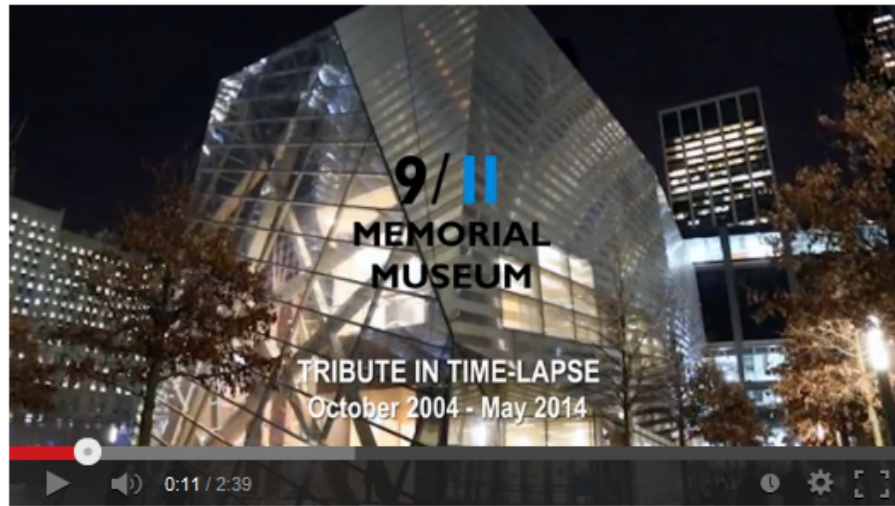 9/11
MEMORIAL
MUSEUM
TRIBUTE IN TIME-LAPSE
October 2004 - May 2014
0:11 / 2:39